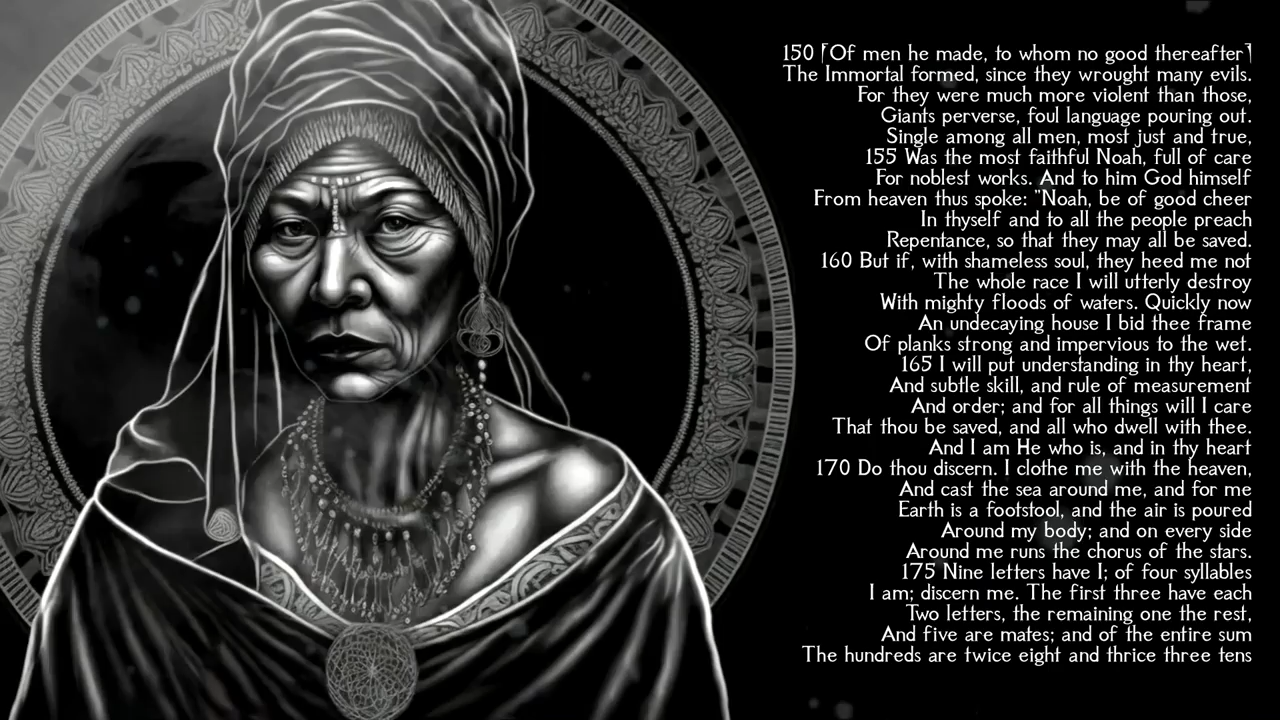 150 ⌈Of men he made, to whom no good thereafter⌉
The Immortal formed, since they wrought many evils.
For they were much more violent than those,
Giants perverse, foul language pouring out.
Single among all men, most just and true,
155 Was the most faithful Noah, full of care
For noblest works. And to him God himself
From heaven thus spoke: "Noah, be of good cheer
In thyself and to all the people preach
Repentance, so that they may all be saved.
160 But if, with shameless soul, they heed me not
The whole race I will utterly destroy
With mighty floods of waters. Quickly now
An undecaying house I bid thee frame
Of planks strong and impervious to the wet.
165 I will put understanding in thy heart,
And subtle skill, and rule of measurement
And order; and for all things will I care
That thou be saved, and all who dwell with thee.
And I am He who is, and in thy heart
170 Do thou discern. I clothe me with the heaven,
And cast the sea around me, and for me
Earth is a footstool, and the air is poured
Around my body; and on every side
Around me runs the chorus of the stars.
175 Nine letters have I; of four syllables
I am; discern me. The first three have each
Two letters, the remaining one the rest,
And five are mates; and of the entire sum
The hundreds are twice eight and thrice three tens